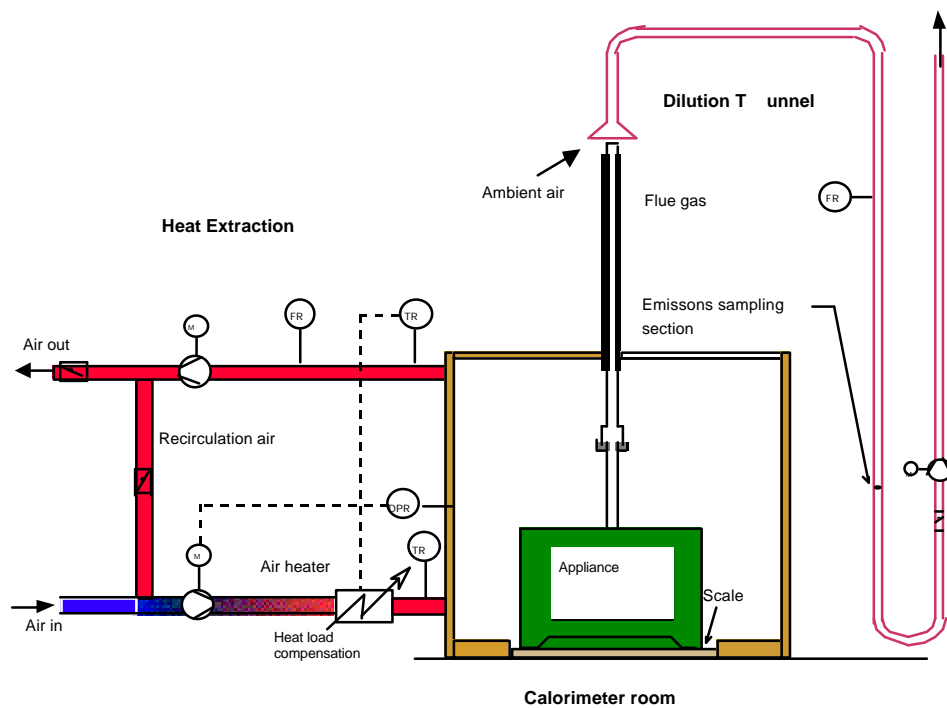 Dilution T unnel
Ambient air
Flue gas
FR
Heat Extraction
Emissons sampling
section
M
FR
TR
Air out
Recirculation air
DPR
M
TR
Air heater
Appliance
Scale
Air in
Heat load
compensation
Calorimeter room